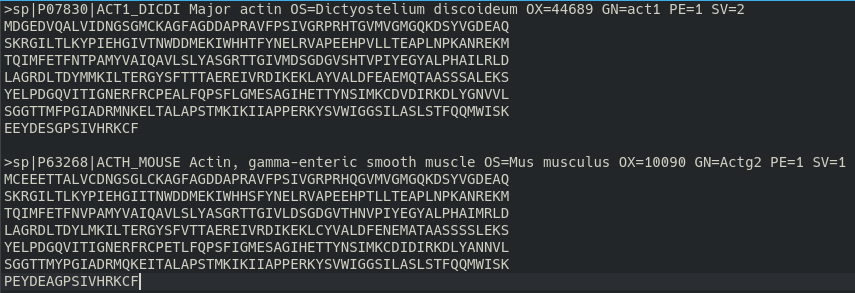 >sp|P07830|ACT1_DICDI Major actin OS=Dictyostelium discoideum OX=44689 GN=act1 PE=1 SV=2
MDGEDVQALVIDNGSGMCKAGFAGDDAPRAVFPSIVGRPRHTGVMVGMGQKDSYVGDEAQ
SKRGILTLKYPIEHGIVTNWDDMEKIWHHTFYNELRVAPEEHPVLLTEAPLNPKANREKM
TQIMFETFNTPAMYVAIQAVLSLYASGRTTGIVMDSGDGVSHTVPIYEGYALPHAILRLD
LAGRDLTDYMMKILTERGYSFTTTAEREIVRDIKEKLAYVALDFEAEMQTAASSSALEKS
YELPDGQVITIGNERFRCPEALFQPSFLGMESAGIHETTYNSIMKCDVDIRKDLYGNVVL
SGGTTMFPGIADRMNKELTALAPSTMKIKIIAPPERKYSVWIGGSILASLSTFQQMWISK
EEYDESGPSIVHRKCF
>sp|P63268|ACTH_MOUSE Actin, gamma-enteric smooth muscle OS=Mus musculus OX=10090 GN=Actg2 PE=1 SV=1
MCEEETTALVCDNGSGLCKAGFAGDDAPRAVFPSIVGRPRHQGVMVGMGQKDSYVGDEAQ
SKRGILTLKYPIEHGIITNWDDMEKIWHHSFYNELRVAPEEHPTLLTEAPLNPKANREKM
TQIMFETFNVPAMYVAIQAVLSLYASGRTTGIVLDSGDGVTHNVPIYEGYALPHAIMRLD
LAGRDLTDYLMKILTERGYSFVTTAEREIVRDIKEKLCYVALDFENEMATAASSSSLEKS
YELPDGQVITIGNERFRCPETLFQPSFIGMESAGIHETTYNSIMKCDIDIRKDLYANNVL
SGGTTMYPGIADRMQKEITALAPSTMKIKIIAPPERKYSVWIGGSILASLSTFQQMWISK
PEYDEAGPSIVHRKCF